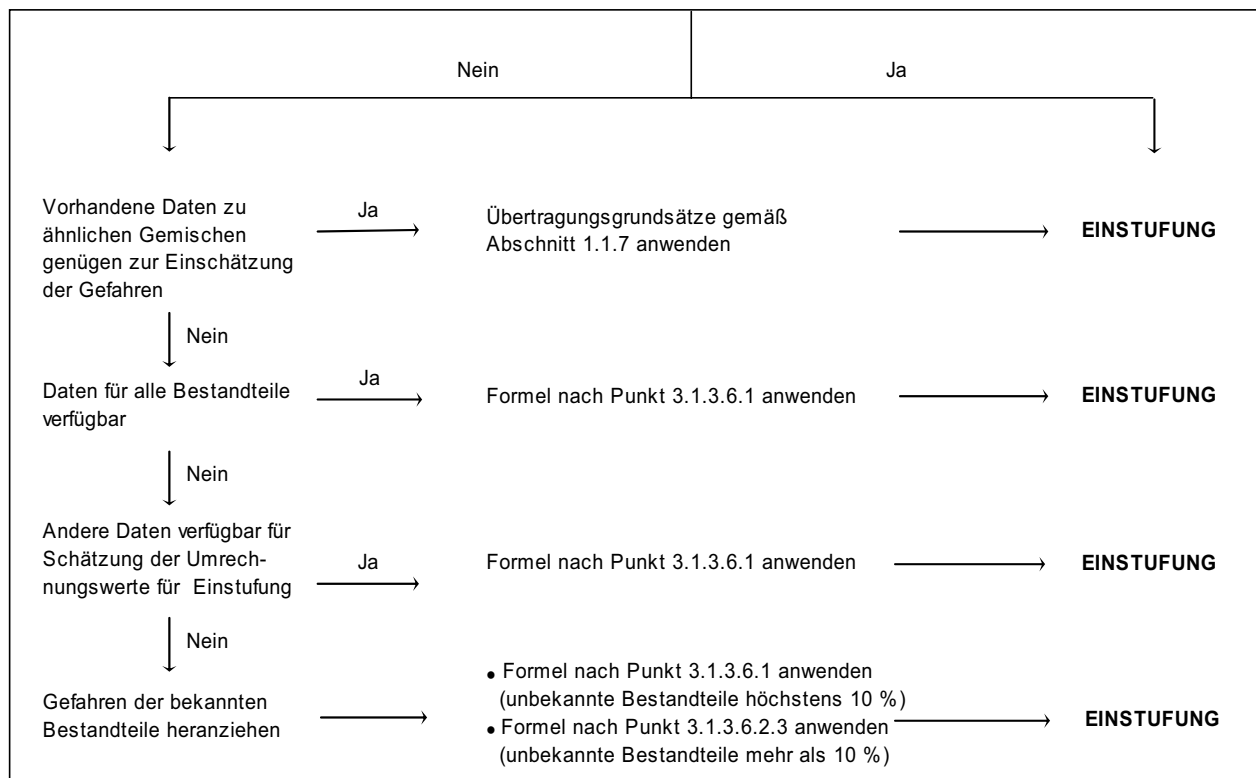 Nein
Ja
Vorhandene Daten zu
ähnlichen Gemischen
genügen zur Einschätzung
der Gefahren
Ja
Übertragungsgrundsätze gemäß
Abschnitt 1.1.7 anwenden
EINSTUFUNG
Nein
Daten für alle Bestandteile
verfügbar
Ja
Formel nach Punkt 3.1.3.6.1 anwenden
EINSTUFUNG
Nein
Andere Daten verfügbar für
Schätzung der Umrech-
nungswerte für Einstufung
Ja
Formel nach Punkt 3.1.3.6.1 anwenden
EINSTUFUNG
Nein
Gefahren der bekannten
Bestandteile heranziehen
• Formel nach Punkt 3.1.3.6.1 anwenden
(unbekannte Bestandteile höchstens 10 %)
• Formel nach Punkt 3.1.3.6.2.3 anwenden
(unbekannte Bestandteile mehr als 10 %)
EINSTUFUNG